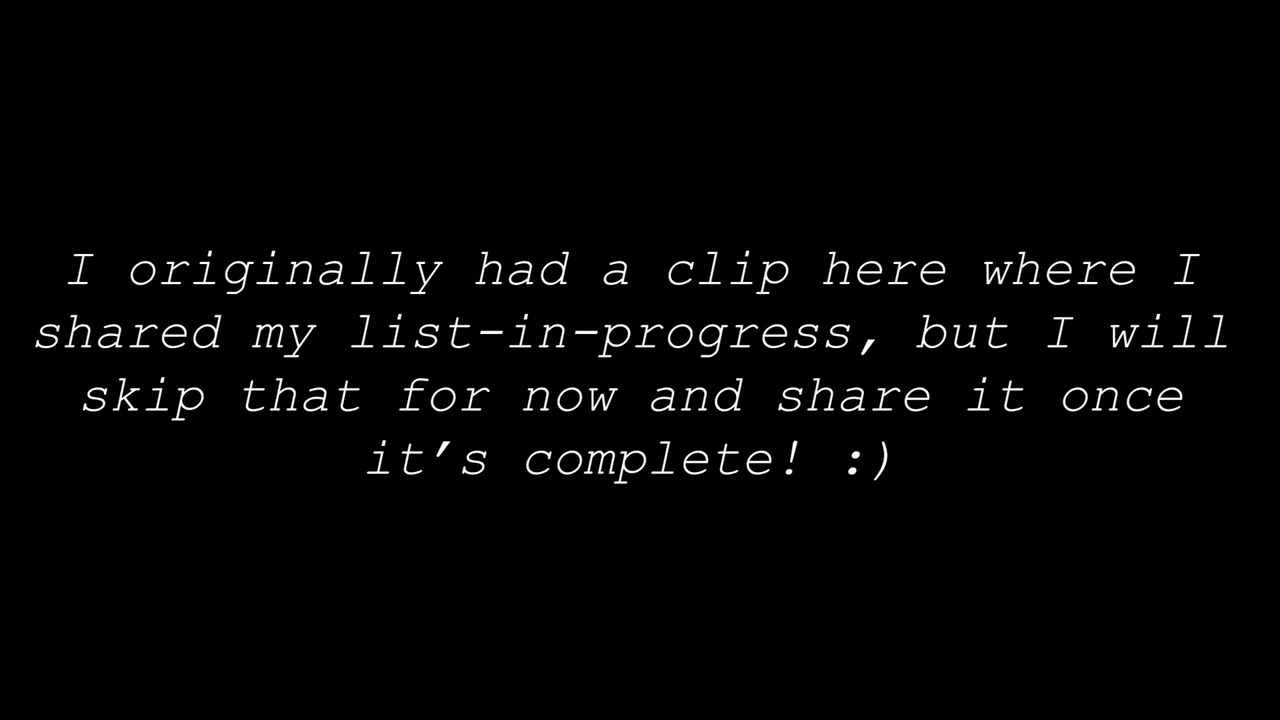 I originally had a clip here where I
shared my list-in-progress, but I will
skip that for now and share it once
it’s complete! :)